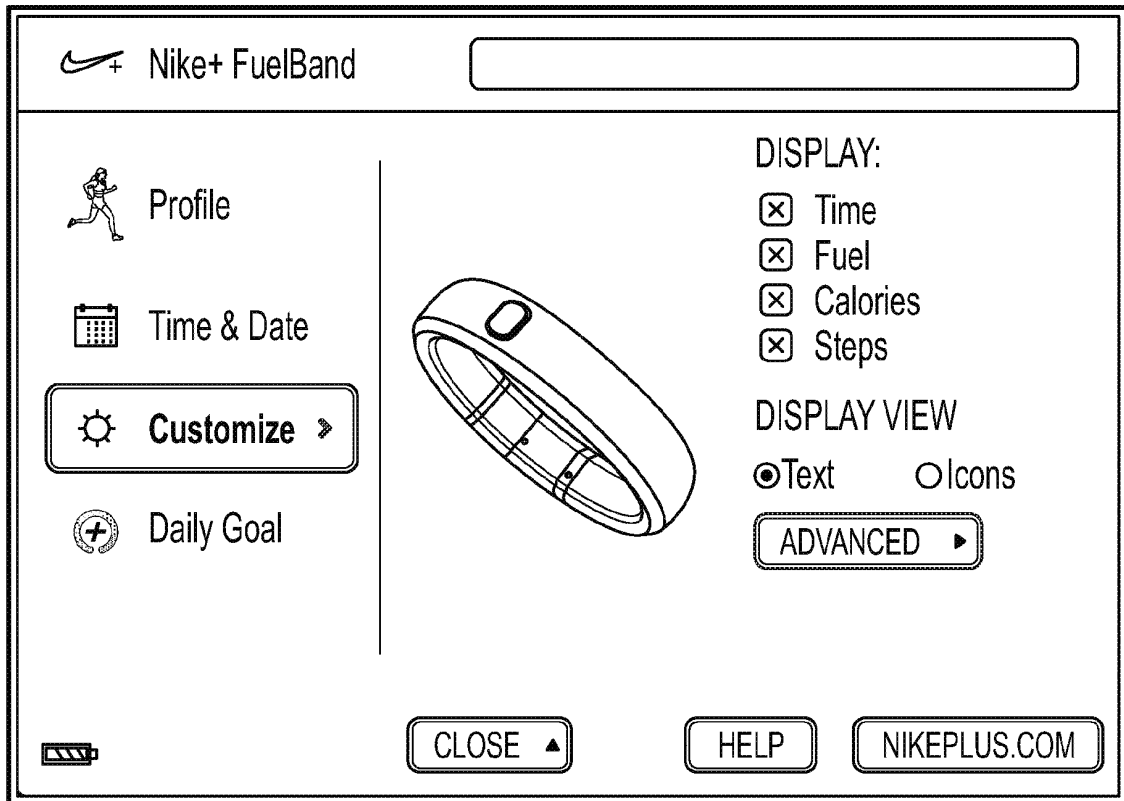 Nike+ FuelBand
Profile
Time & Date
Customize
Daily Goal
DISPLAY:
Time
Fuel
Calories
Steps
DISPLAY VIEW
Text Icons
ADVANCED
CLOSE HELP NIKEPLUS.COM